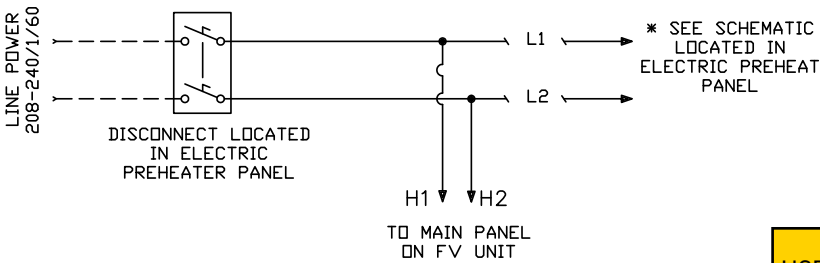 LINE POWER
208-240/1/60
L1
L2
* SEE SCHEMATIC
LOCATED IN
ELECTRIC PREHEAT
PANEL
DISCONNECT LOCATED
IN ELECTRIC
PREHEATER PANEL
H1
H2
TO MAIN PANEL
ON FV UNIT